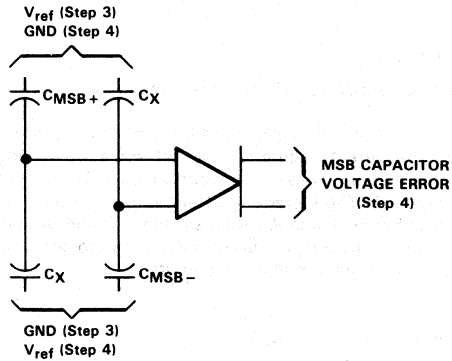 Vref (Step 3)
GND (Step 4)
CMSB+
CX
MSB CAPACITOR
VOLTAGE ERROR
(Step 4)
CX
CMSB−
GND (Step 3)
Vref (Step 4)